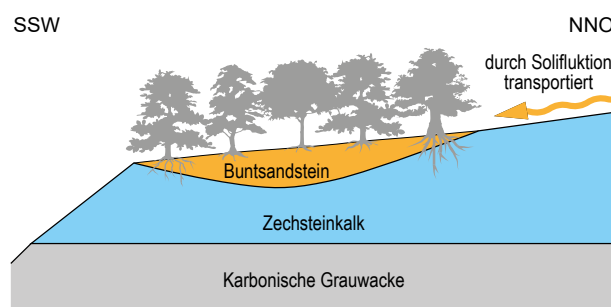 SSW
NNO
durch Solifluktion
transportiert
Buntsandstein
Zechsteinkalk
Karbonische Grauwacke